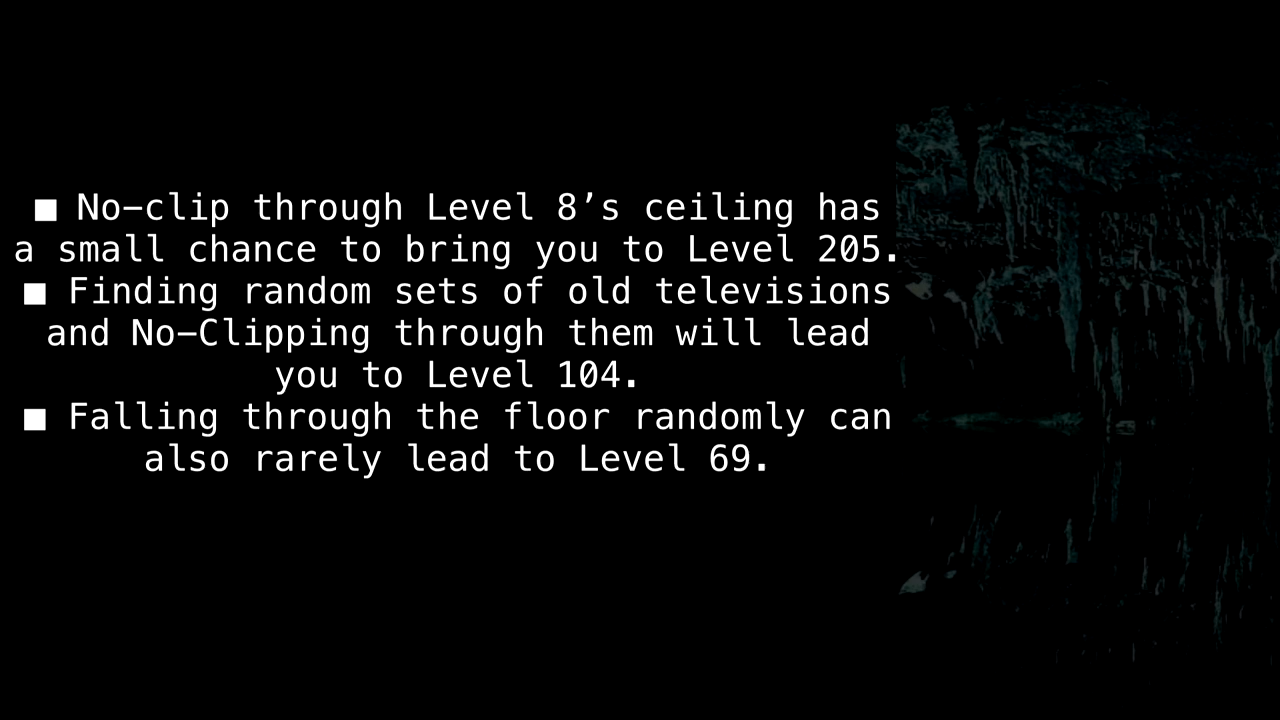 ■ No–clip through Level 8’s ceiling has
a small chance to bring you to Level 205.
■ Finding random sets of old televisions
and No–Clipping through them will lead
you to Level 104.
■ Falling through the floor randomly can
also rarely lead to Level 69.